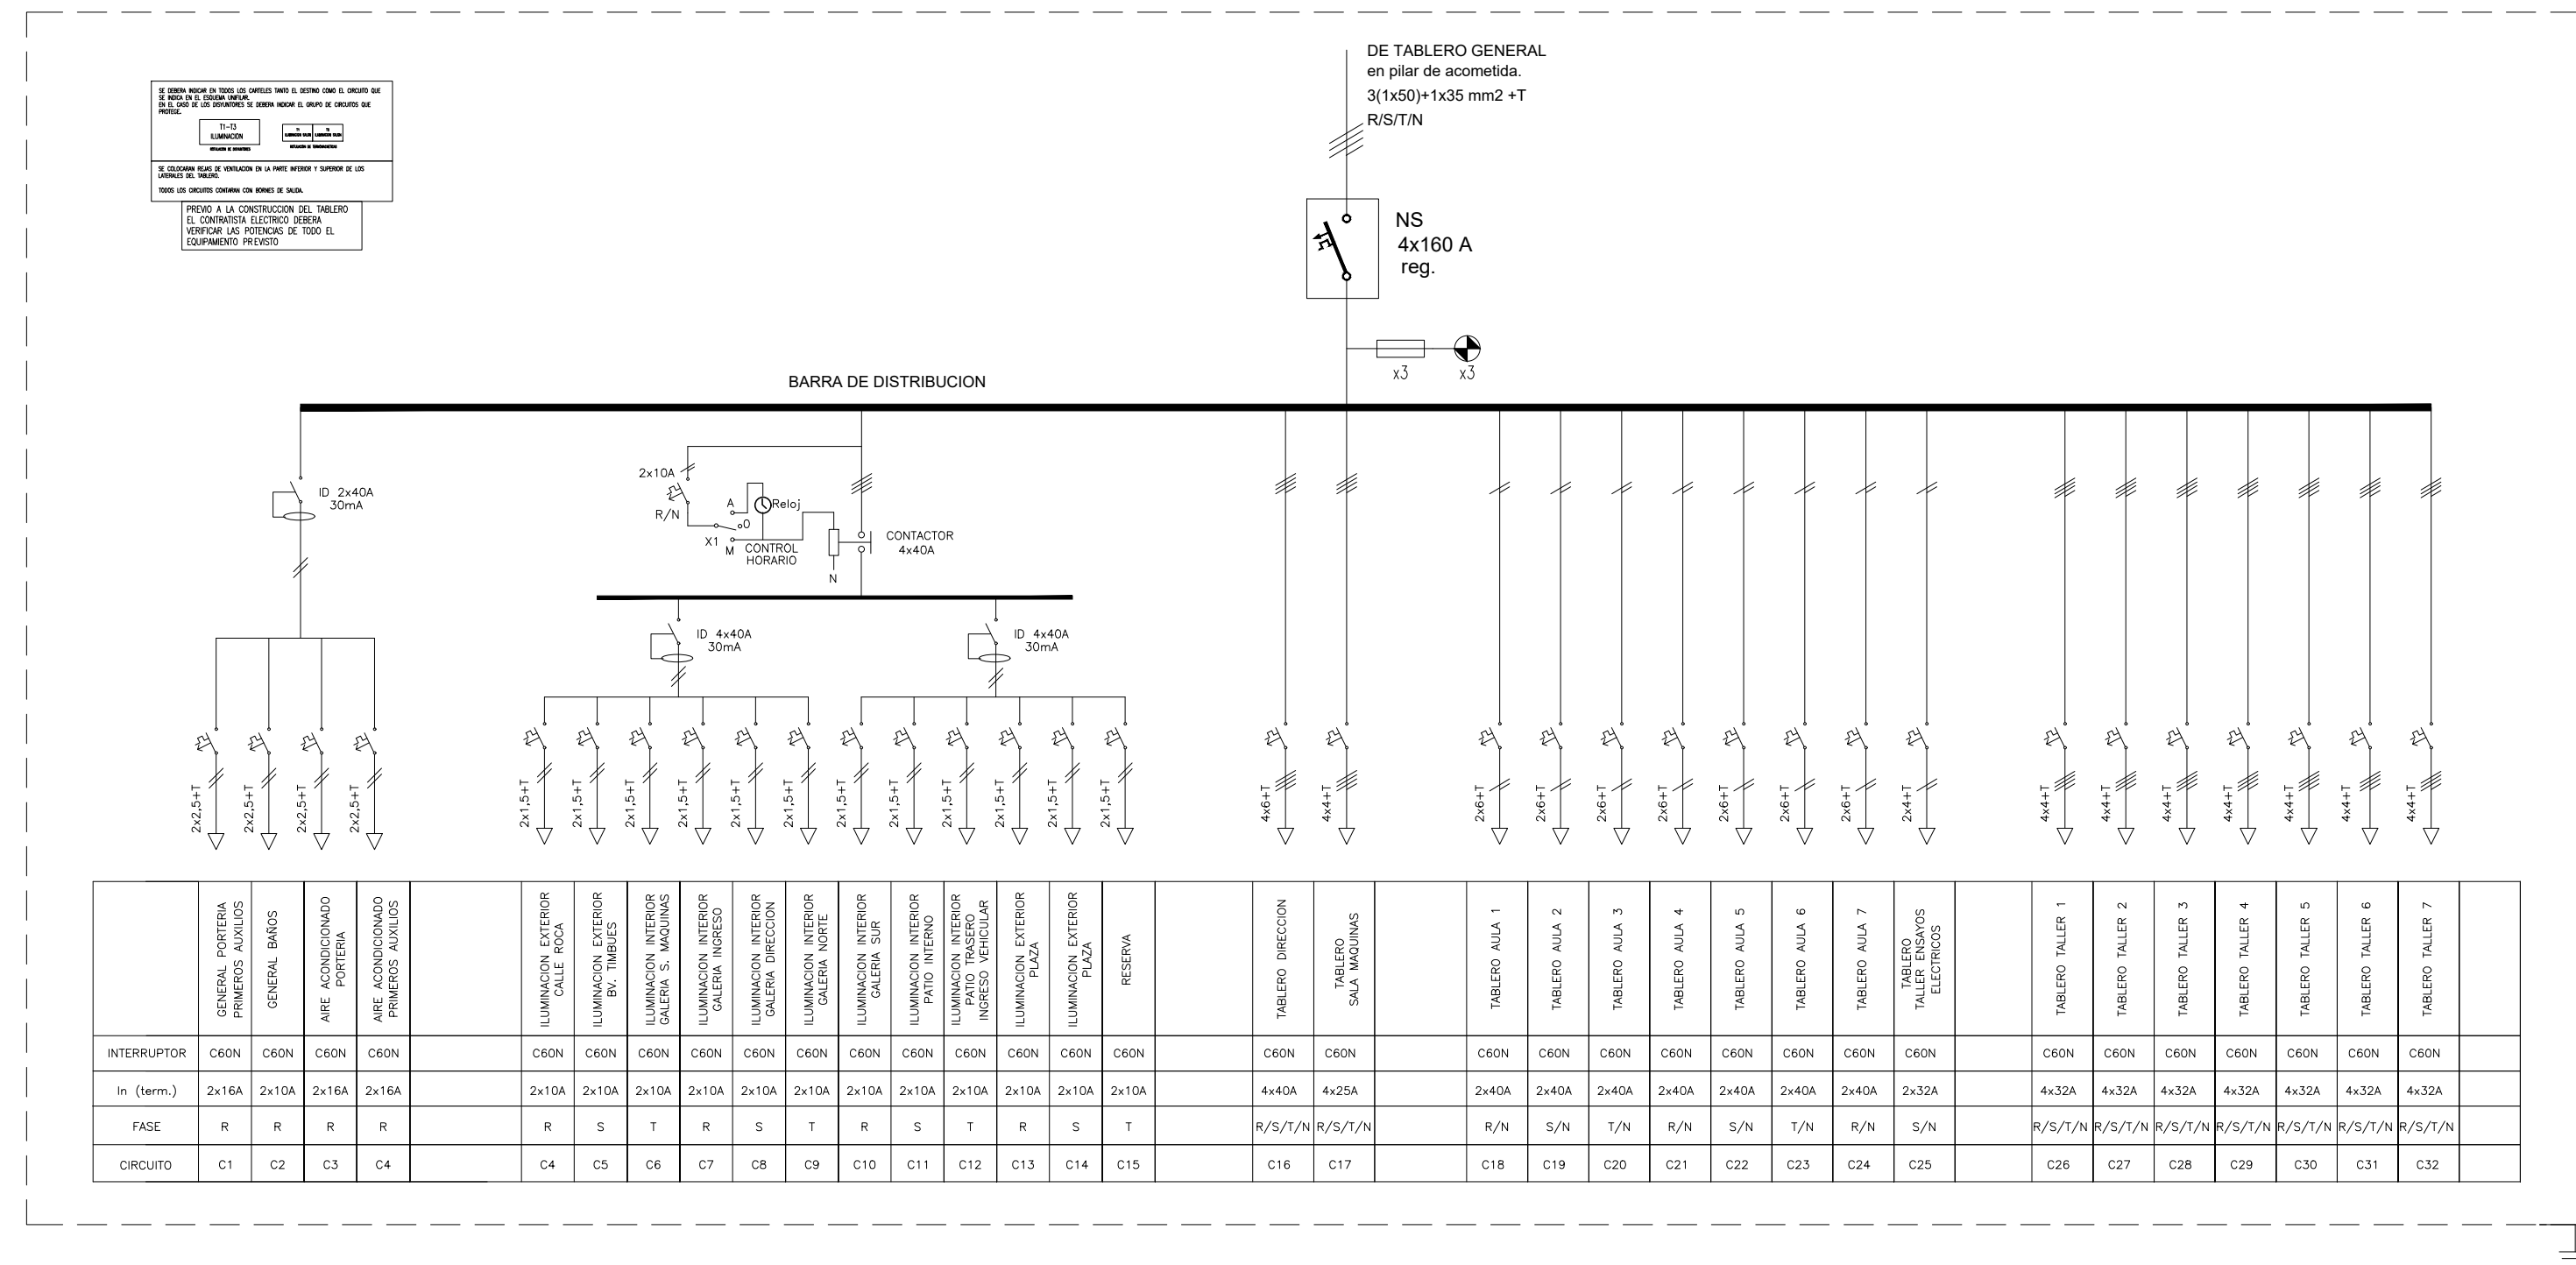 SE DEBERA INDICAR EN TODOS LOS CARTELES TANTO EL DESTINO COMO EL CIRCUITO QUE
SE INDICA EN EL ESQUEMA UNIFILAR.
EN EL CASO DE LOS DISYUNTORES SE DEBERA INDICAR EL GRUPO DE CIRCUITOS QUE
PROTEGE.
T1-T3
ILUMINACION
SE COLOCARAN REJAS DE VENTILACION EN LA PARTE INFERIOR Y SUPERIOR DE LOS
LATERALES DEL TABLERO.
TODOS LOS CIRCUITOS CONTARAN CON BORNES DE SALIDA.
PREVIO A LA CONSTRUCCION DEL TABLERO
EL CONTRATISTA ELECTRICO DEBERA
VERIFICAR LAS POTENCIAS DE TODO EL
EQUIPAMIENTO PREVISTO
DE TABLERO GENERAL
en pilar de acometida.
3(1x50)+1x35 mm2 +T
R/S/T/N
NS
4x160 A
reg.
x3 x3
BARRA DE DISTRIBUCION
ID 2x40A
30mA
2x10A
R/N
A
Reloj
0
X1
M
CONTROL
HORARIO
N
CONTACTOR
4x40A
ID 4x40A
30mA
ID 4x40A
30mA
2x2,5+T 2x2,5+T 2x2,5+T 2x2,5+T
2x1,5+T 2x1,5+T 2x1,5+T 2x1,5+T 2x1,5+T 2x1,5+T 2x1,5+T 2x1,5+T 2x1,5+T 2x1,5+T 2x1,5+T 2x1,5+T
4x6+T 4x4+T
2x6+T 2x6+T 2x6+T 2x6+T 2x6+T 2x6+T 2x6+T 2x4+T
4x4+T 4x4+T 4x4+T 4x4+T 4x4+T 4x4+T 4x4+T
GENERAL PORTERIA
PRIMEROS AUXILIOS
GENERAL BAÑOS
AIRE ACONDICIONADO
PORTERIA
AIRE ACONDICIONADO
PRIMEROS AUXILIOS
ILUMINACION EXTERIOR
CALLE ROCA
ILUMINACION EXTERIOR
BV. TIMBUES
ILUMINACION INTERIOR
GALERIA S. MAQUINAS
ILUMINACION INTERIOR
GALERIA INGRESO
ILUMINACION INTERIOR
GALERIA DIRECCION
ILUMINACION INTERIOR
GALERIA NORTE
ILUMINACION INTERIOR
GALERIA SUR
ILUMINACION INTERIOR
PATIO INTERNO
ILUMINACION INTERIOR
PATIO TRASERO
INGRESO VEHICULAR
ILUMINACION EXTERIOR
PLAZA
ILUMINACION EXTERIOR
PLAZA
RESERVA
TABLERO DIRECCION
TABLERO
SALA MAQUINAS
TABLERO AULA 1
TABLERO AULA 2
TABLERO AULA 3
TABLERO AULA 4
TABLERO AULA 5
TABLERO AULA 6
TABLERO AULA 7
TABLERO
TALLER ENSAYOS
ELECTRICOS
TABLERO TALLER 1
TABLERO TALLER 2
TABLERO TALLER 3
TABLERO TALLER 4
TABLERO TALLER 5
TABLERO TALLER 6
TABLERO TALLER 7
INTERRUPTOR C60N C60N C60N C60N C60N C60N C60N C60N C60N C60N C60N C60N C60N C60N C60N C60N C60N C60N C60N C60N C60N C60N C60N C60N C60N C60N C60N C60N C60N C60N C60N C60N C60N
In (term.) 2x16A 2x10A 2x16A 2x16A 2x10A 2x10A 2x10A 2x10A 2x10A 2x10A 2x10A 2x10A 2x10A 2x10A 2x10A 2x10A 4x40A 4x25A 2x40A 2x40A 2x40A 2x40A 2x40A 2x40A 2x40A 2x32A 4x32A 4x32A 4x32A 4x32A 4x32A 4x32A 4x32A
FASE R R R R R S T R S T R S T R S T R/S/T/N R/S/T/N R/N S/N T/N R/N S/N T/N R/N S/N R/S/T/N R/S/T/N R/S/T/N R/S/T/N R/S/T/N R/S/T/N R/S/T/N
CIRCUITO C1 C2 C3 C4 C4 C5 C6 C7 C8 C9 C10 C11 C12 C13 C14 C15 C16 C17 C18 C19 C20 C21 C22 C23 C24 C25 C26 C27 C28 C29 C30 C31 C32